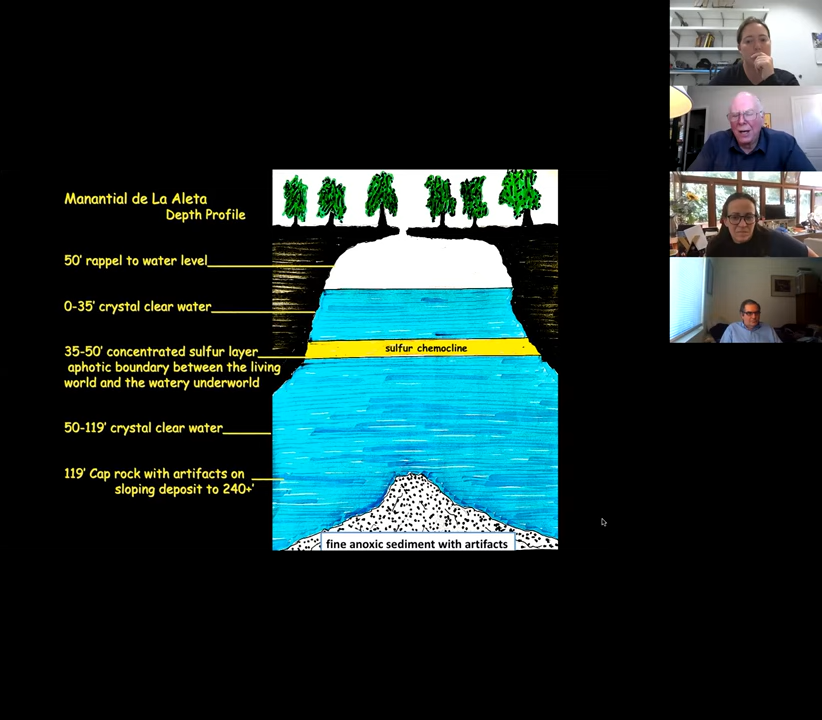 Manantial de La Aleta
Depth Profile
50' rappel to water level
0-35' crystal clear water
35-50' concentrated sulfur layer
aphotic boundary between the living
world and the watery underworld
sulfur chemocline
50-119' crystal clear water
119' Cap rock with artifacts on
sloping deposit to 240+'
fine anoxic sediment with artifacts